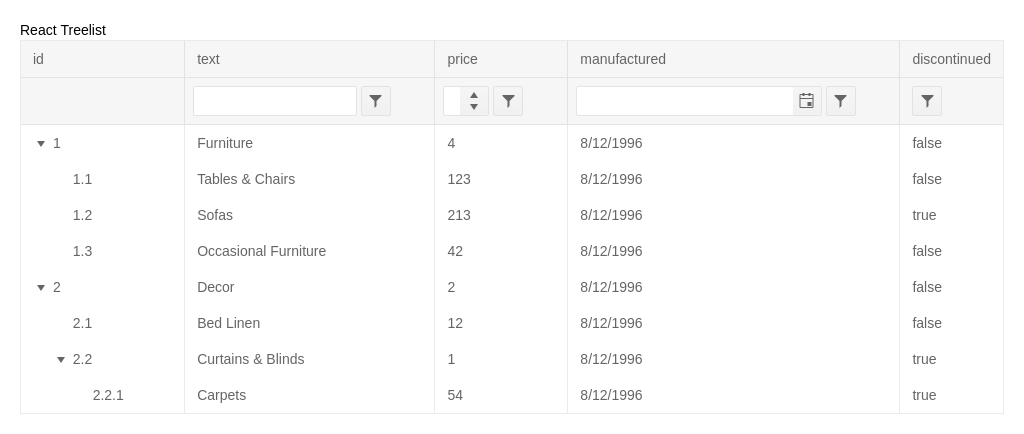 React Treelist
id text price manufactured discontinued
1 Furniture 4 8/12/1996 false
1.1 Tables & Chairs 123 8/12/1996 false
1.2 Sofas 213 8/12/1996 true
1.3 Occasional Furniture 42 8/12/1996 false
2 Decor 2 8/12/1996 false
2.1 Bed Linen 12 8/12/1996 false
2.2 Curtains & Blinds 1 8/12/1996 true
2.2.1 Carpets 54 8/12/1996 true